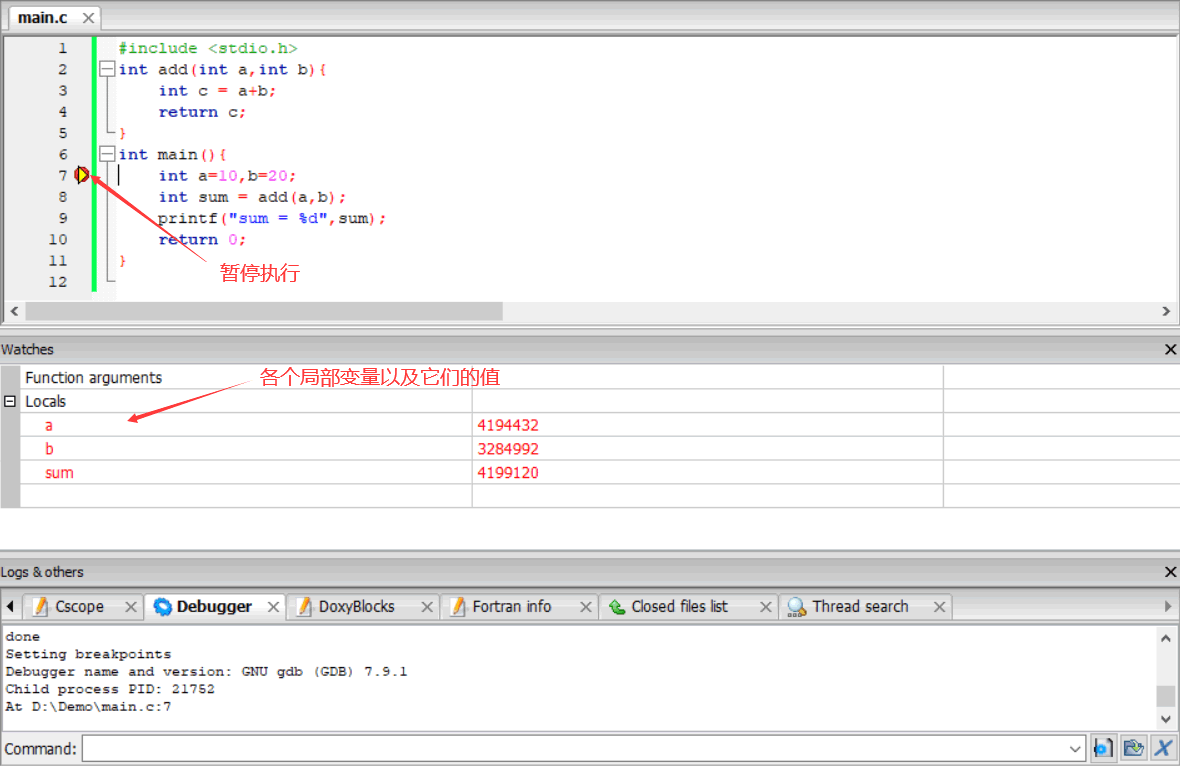 main.c
1 #include <stdio.h>
2 int add(int a,int b){
3 int c = a+b;
4 return c;
5 }
6 int main(){
7 int a=10,b=20;
8 int sum = add(a,b);
9 printf("sum = %d",sum);
10 return 0;
11 }
12
暂停执行
Watches
Function arguments
各个局部变量以及它们的值
Locals
a 4194432
b 3284992
sum 4199120
Logs & others
Cscope Debugger DoxyBlocks Fortran info Closed files list Thread search
done
Setting breakpoints
Debugger name and version: GNU gdb (GDB) 7.9.1
Child process PID: 21752
At D:\Demo\main.c:7
Command: